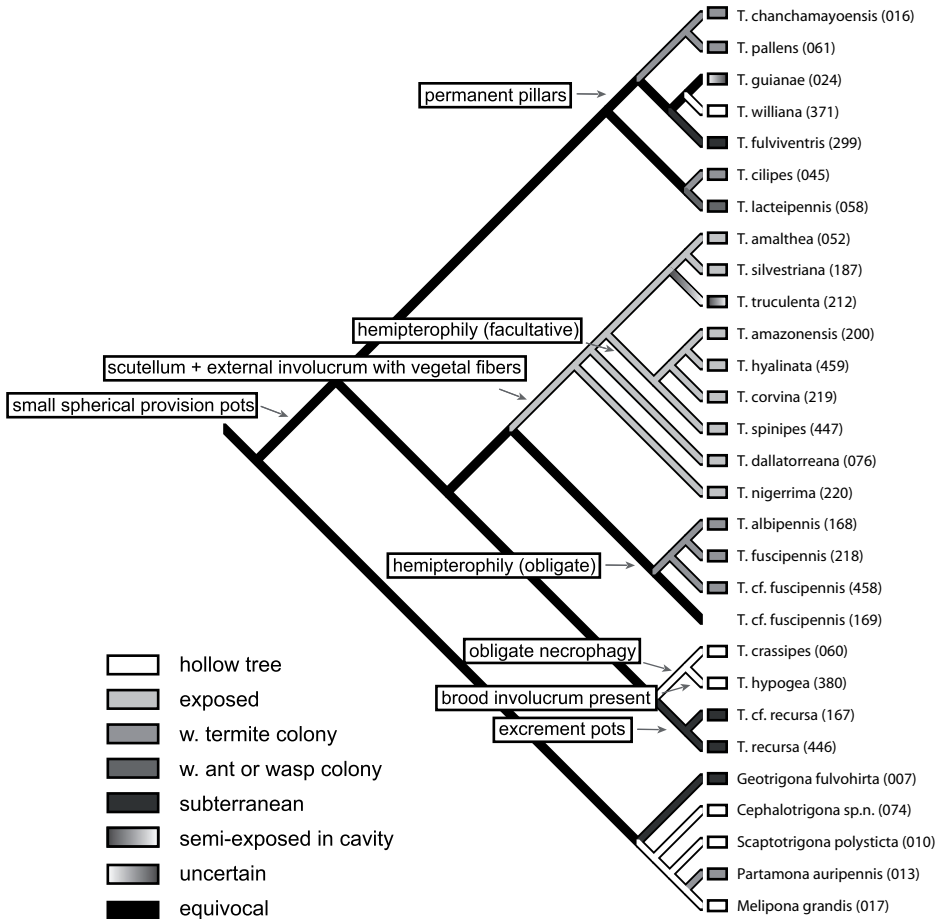 T. chanchamayoensis (016)
T. pallens (061)
T. guianae (024)
permanent pillars
T. williana (371)
T. fulviventris (299)
T. cilipes (045)
T. lacteipennis (058)
T. amalthea (052)
T. silvestriana (187)
T. truculenta (212)
hemipterophily (facultative)
T. amazonensis (200)
scutellum + external involucrum with vegetal fibers
T. hyalinata (459)
small spherical provision pots
T. corvina (219)
T. spinipes (447)
T. dallatorreana (076)
T. nigerrima (220)
T. albipennis (168)
T. fuscipennis (218)
hemipterophily (obligate)
T. cf. fuscipennis (458)
T. cf. fuscipennis (169)
obligate necrophagy
T. crassipes (060)
brood involucrum present
T. hypogea (380)
excrement pots
T. cf. recursa (167)
T. recursa (446)
Geotrigona fulvohirta (007)
Cephalotrigona sp.n. (074)
Scaptotrigona polysticta (010)
Partamona auripennis (013)
Melipona grandis (017)
hollow tree
exposed
w. termite colony
w. ant or wasp colony
subterranean
semi-exposed in cavity
uncertain
equivocal